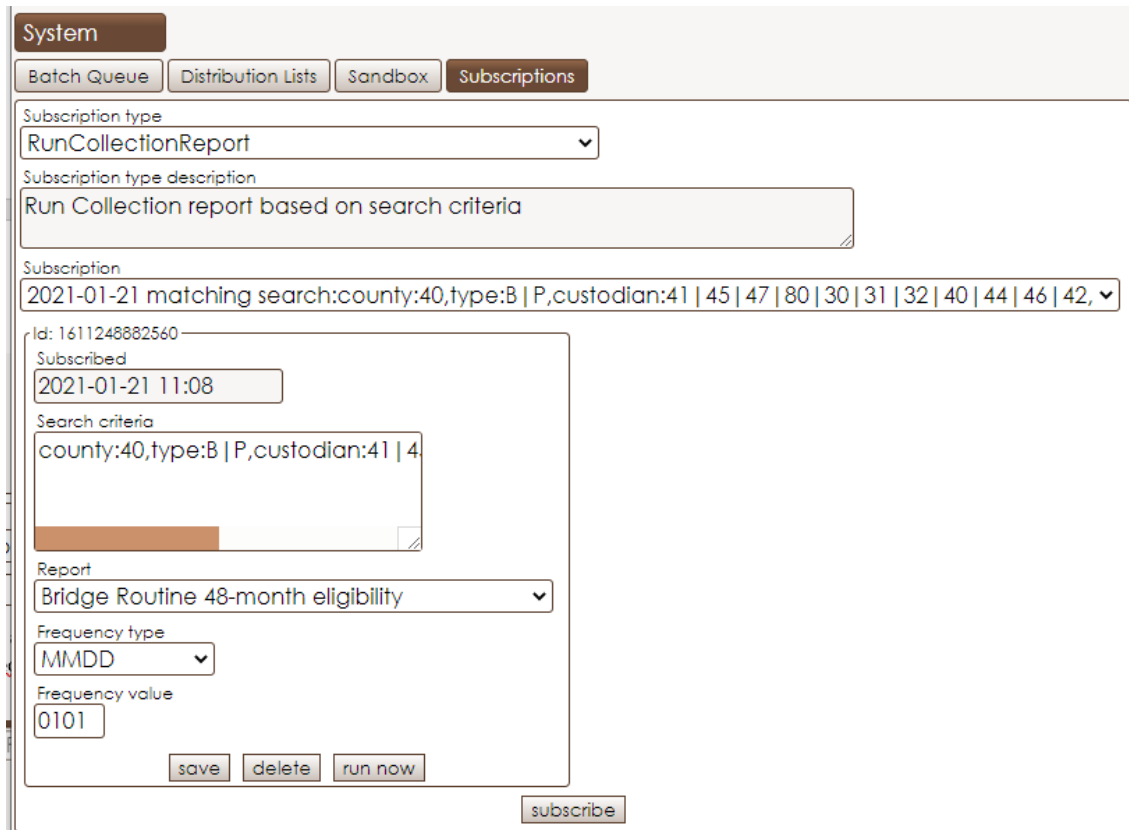 System
Batch Queue Distribution Lists Sandbox Subscriptions
Subscription type
RunCollectionReport
Subscription type description
Run Collection report based on search criteria
Subscription
2021-01-21 matching search:county:40,type:B|P,custodian:41|45|47|80|30|31|32|40|44|46|42,
Id: 1611248882560
Subscribed
2021-01-21 11:08
Search criteria
county:40,type:B|P,custodian:41|4
Report
Bridge Routine 48-month eligibility
Frequency type
MMDD
Frequency value
0101
save delete run now
subscribe